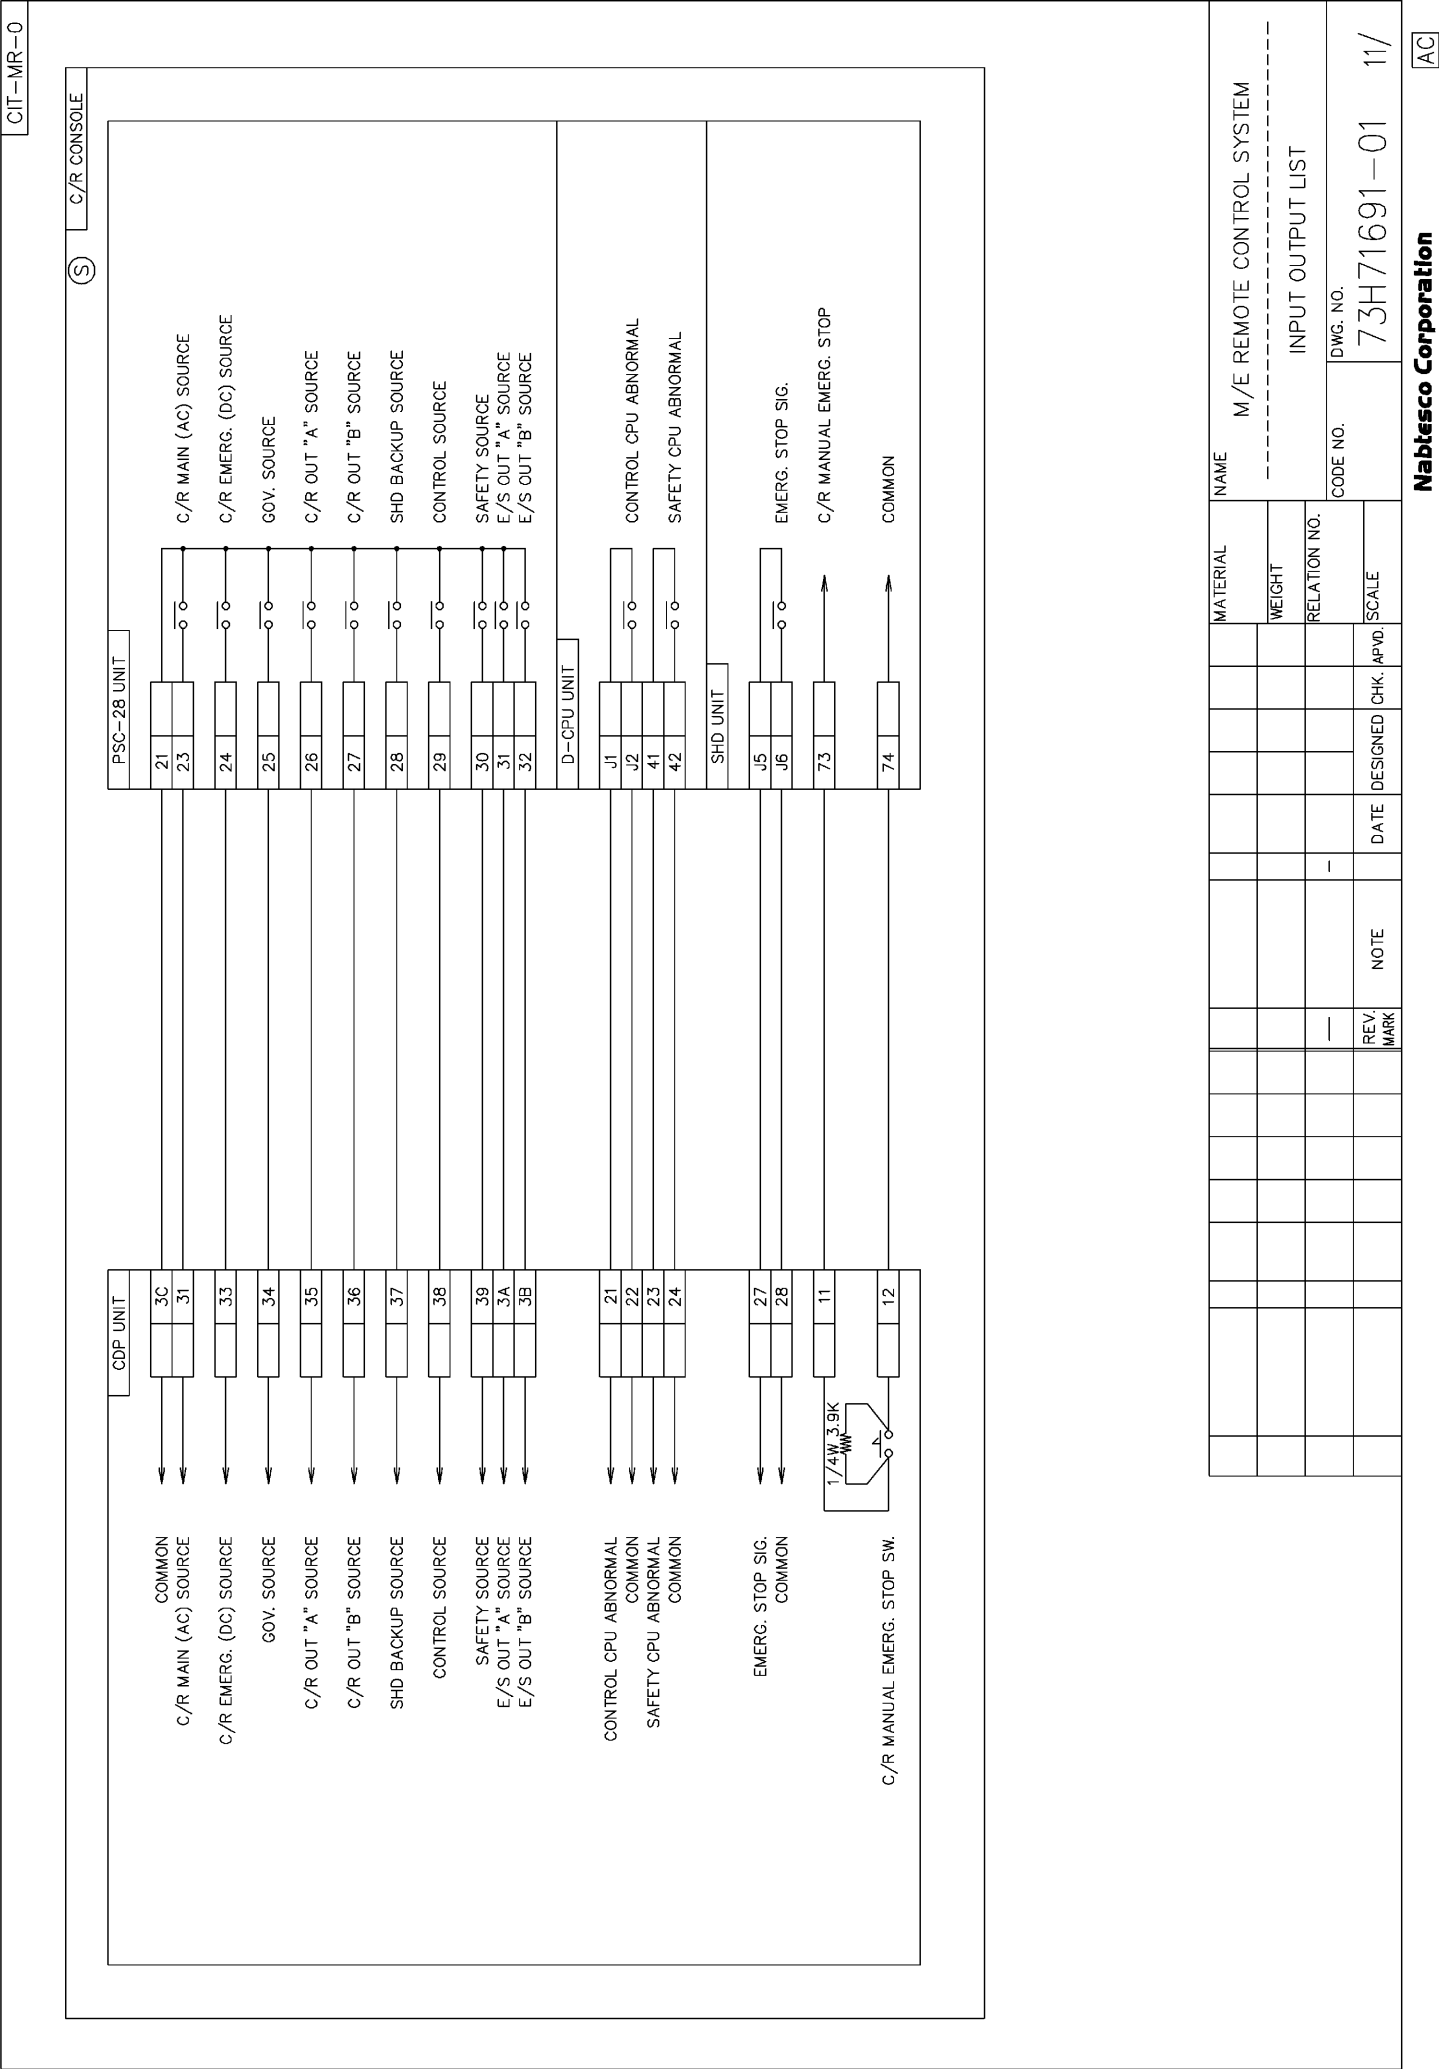 CIT-MR-0
C/R CONSOLE
S
CDP UNIT
PSC-28 UNIT
COMMON 3C 21
C/R MAIN (AC) SOURCE 31 23 C/R MAIN (AC) SOURCE
C/R EMERG. (DC) SOURCE 33 24 C/R EMERG. (DC) SOURCE
GOV. SOURCE 34 25 GOV. SOURCE
C/R OUT "A" SOURCE 35 26 C/R OUT "A" SOURCE
C/R OUT "B" SOURCE 36 27 C/R OUT "B" SOURCE
SHD BACKUP SOURCE 37 28 SHD BACKUP SOURCE
CONTROL SOURCE 38 29 CONTROL SOURCE
SAFETY SOURCE 39 30 SAFETY SOURCE
E/S OUT "A" SOURCE 3A 31 E/S OUT "A" SOURCE
E/S OUT "B" SOURCE 3B 32 E/S OUT "B" SOURCE
D-CPU UNIT
CONTROL CPU ABNORMAL 21 J1
COMMON 22 J2 CONTROL CPU ABNORMAL
SAFETY CPU ABNORMAL 23 41
COMMON 24 42 SAFETY CPU ABNORMAL
SHD UNIT
EMERG. STOP SIG. 27 J5
COMMON 28 J6 EMERG. STOP SIG.
1/4W 3.9K 11 73 C/R MANUAL EMERG. STOP
C/R MANUAL EMERG. STOP SW. 12 74 COMMON
MATERIAL
WEIGHT
RELATION NO.
SCALE
NAME
M/E REMOTE CONTROL SYSTEM
INPUT OUTPUT LIST
CODE NO.
DWG. NO.
73H71691-01 11/
— –
REV. MARK NOTE DATE DESIGNED CHK. APVD.
Nabtesco Corporation
AC